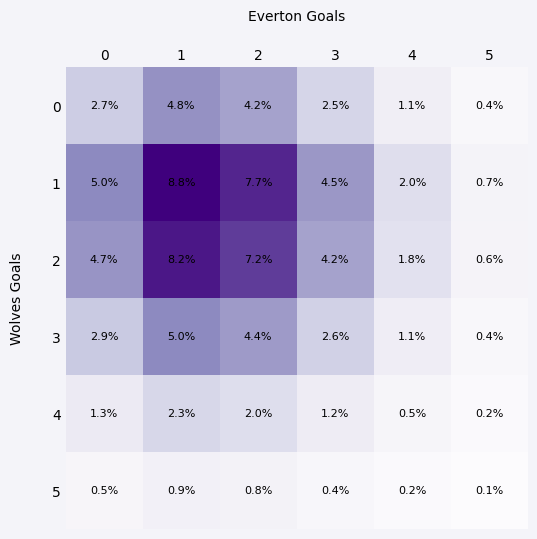 Everton Goals
0 1 2 3 4 5
0 2.7% 4.8% 4.2% 2.5% 1.1% 0.4%
1 5.0% 8.8% 7.7% 4.5% 2.0% 0.7%
2 4.7% 8.2% 7.2% 4.2% 1.8% 0.6%
3 2.9% 5.0% 4.4% 2.6% 1.1% 0.4%
4 1.3% 2.3% 2.0% 1.2% 0.5% 0.2%
5 0.5% 0.9% 0.8% 0.4% 0.2% 0.1%
Wolves Goals